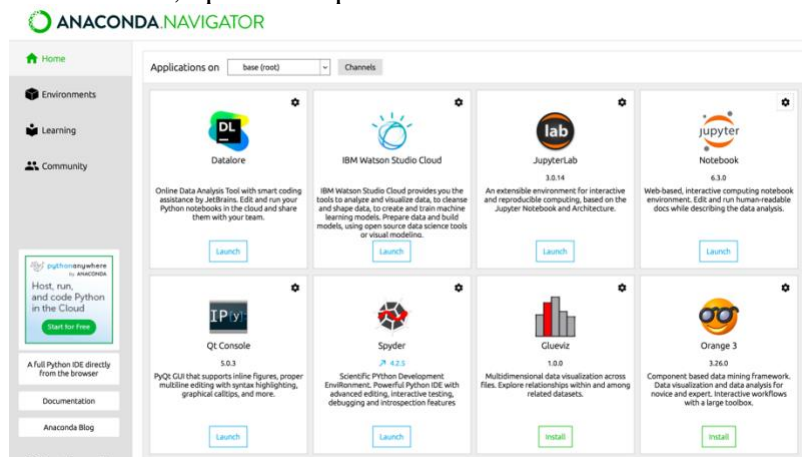 ANACONDA.NAVIGATOR
Home
Environments
Learning
Community
pythonanywhere
by ANACONDA
Host, run,
and code Python
in the Cloud
Start for Free
A full Python IDE directly
from the browser
Documentation
Anaconda Blog
Applications on base (root) Channels
DL
Datalore
Online Data Analysis Tool with smart coding
assistance by JetBrains. Edit and run your
Python notebooks in the cloud and share
them with your team.
Launch
IBM Watson Studio Cloud
IBM Watson Studio Cloud provides you the
tools to analyze and visualize data, to cleanse
and shape data, to create and train machine
learning models. Prepare data and build
models, using open source data science tools
or visual modeling.
Launch
lab
JupyterLab
3.0.14
An extensible environment for interactive
and reproducible computing, based on the
Jupyter Notebook and Architecture.
Launch
jupyter
Notebook
6.3.0
Web-based, interactive computing notebook
environment. Edit and run human-readable
docs while describing the data analysis.
Launch
IP[y]:
Qt Console
5.0.3
PyQt GUI that supports inline figures, proper
multiline editing with syntax highlighting,
graphical calltips, and more.
Launch
Spyder
4.2.5
Scientific PYthon Development
EnviRonment. Powerful Python IDE with
advanced editing, interactive testing,
debugging and introspection features
Launch
Glueviz
1.0.0
Multidimensional data visualization across
files. Explore relationships within and among
related datasets.
Install
Orange 3
3.26.0
Component based data mining framework.
Data visualization and data analysis for
novice and expert. Interactive workflows
with a large toolbox.
Install